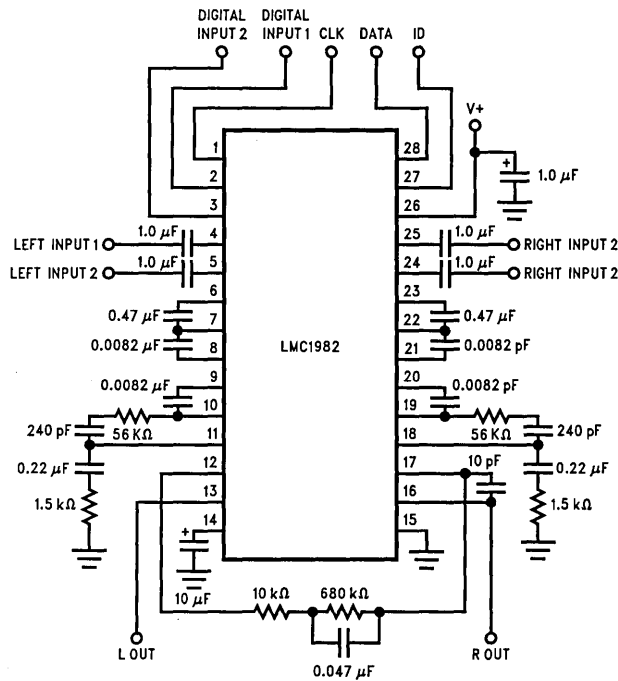 DIGITAL INPUT 2
DIGITAL INPUT 1
CLK
DATA
ID
V+
+
1.0 μF
1
2
3
4
5
6
7
8
9
10
11
12
13
14
28
27
26
25
24
23
22
21
20
19
18
17
16
15
LMC1982
LEFT INPUT 1
1.0 μF
LEFT INPUT 2
1.0 μF
1.0 μF
RIGHT INPUT 2
1.0 μF
RIGHT INPUT 2
0.47 μF
0.0082 μF
0.0082 μF
240 pF
56 KΩ
0.22 μF
1.5 kΩ
0.47 μF
0.0082 pF
0.0082 pF
56 KΩ
240 pF
10 pF
0.22 μF
1.5 kΩ
+
10 μF
10 kΩ
680 kΩ
0.047 μF
L OUT
R OUT